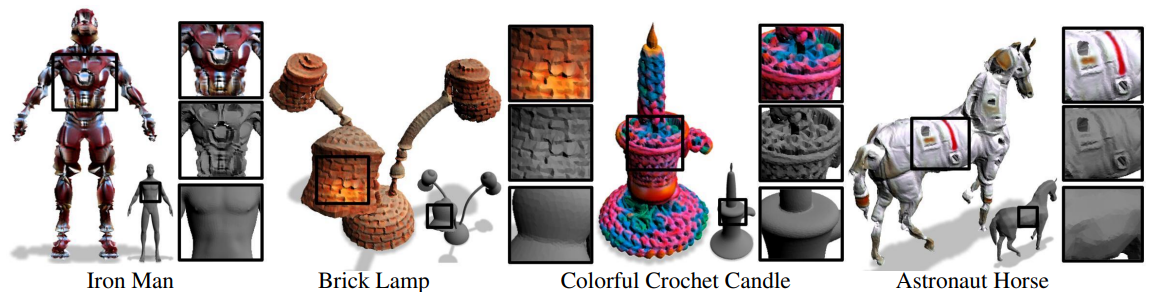 Iron Man
Brick Lamp
Colorful Crochet Candle
Astronaut Horse